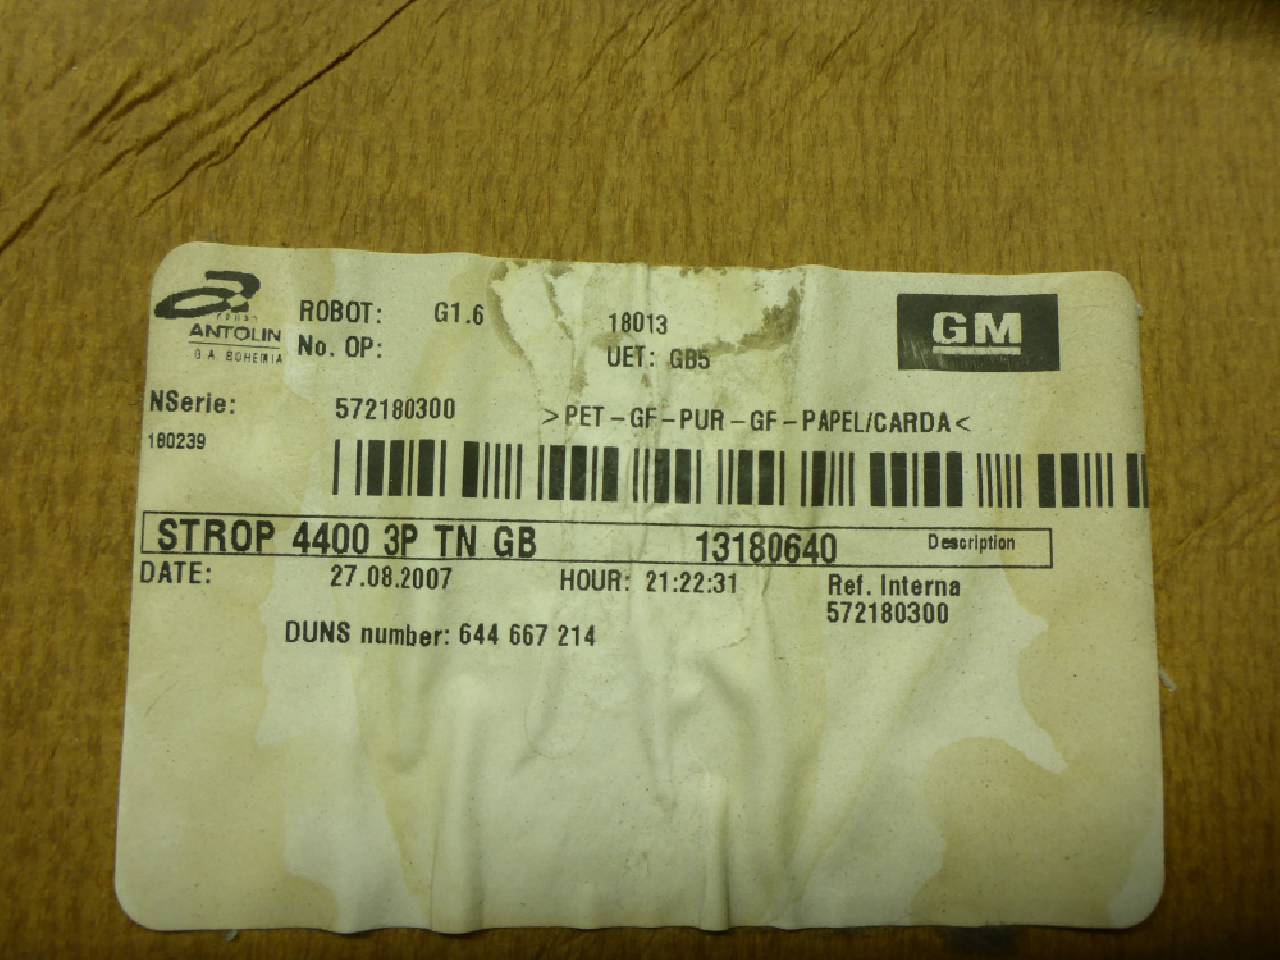 GRUPO
ANTOLIN
G.A. BOHEMIA
ROBOT: G1.6 18013
GM
No. OP: UET: GB5
NSerie: 572180300 >PET-GF-PUR-GF-PAPEL/CARDA<
180239
STROP 4400 3P TN GB 13180640 Description
DATE: 27.08.2007 HOUR: 21:22:31 Ref. Interna
572180300
DUNS number: 644 667 214